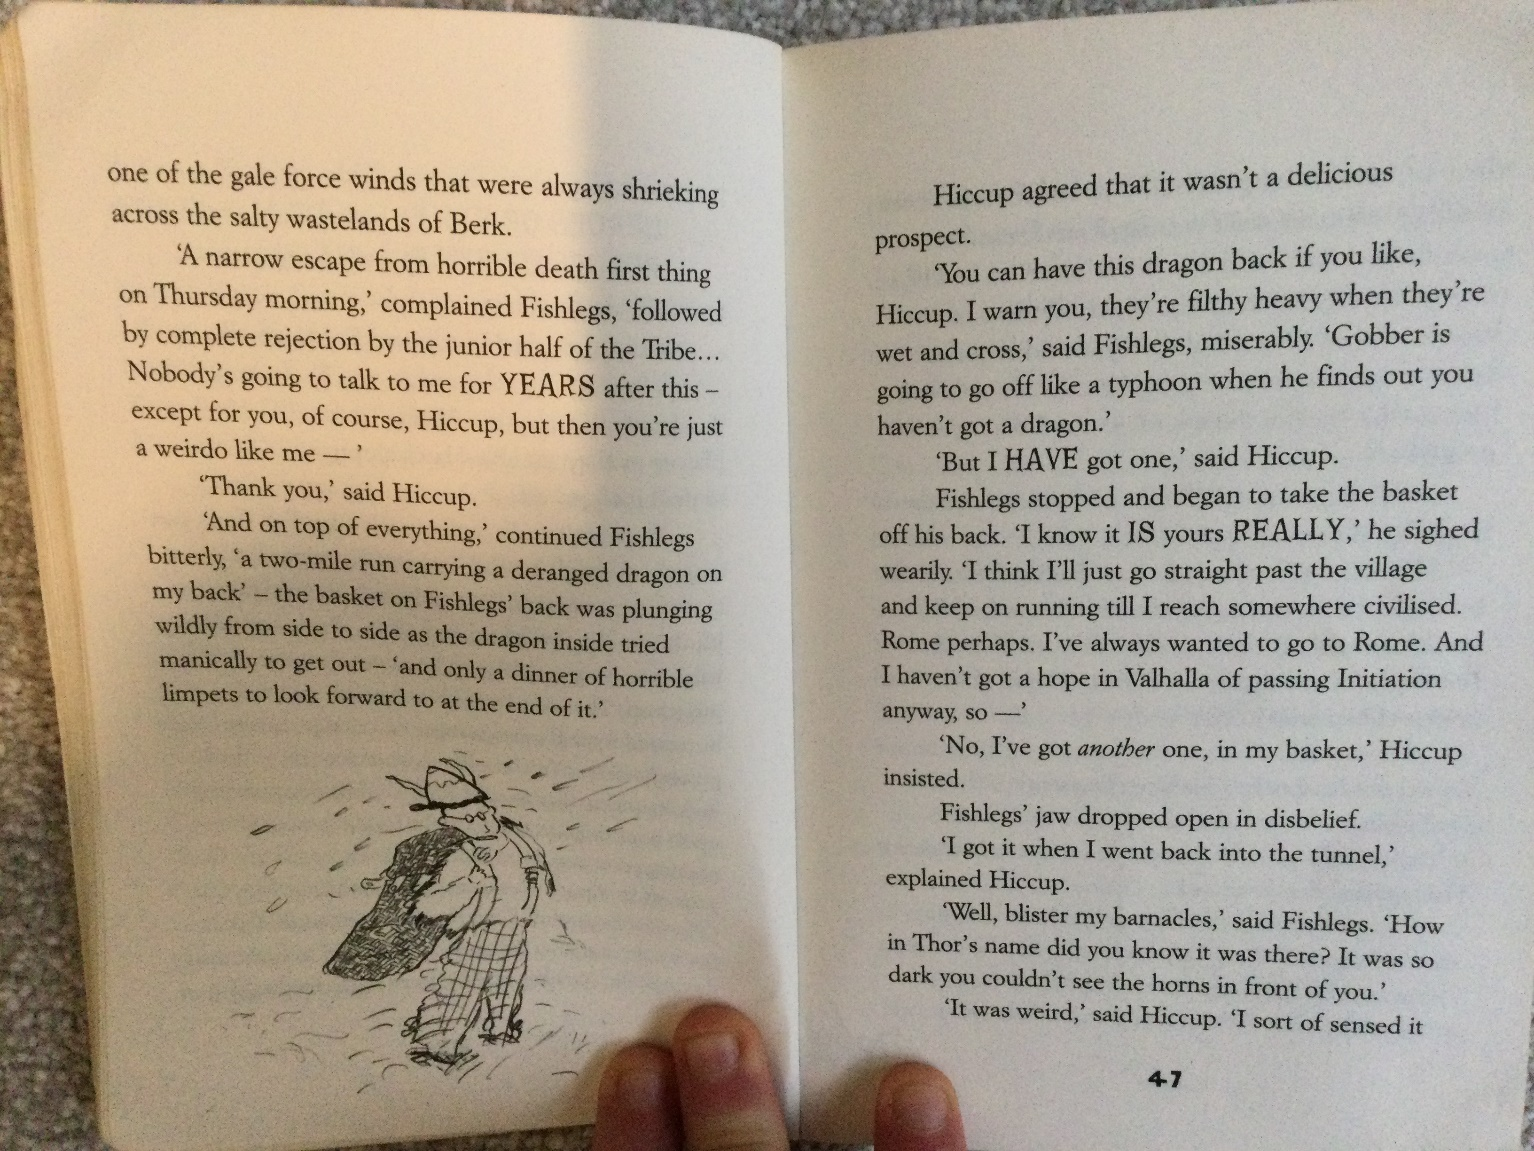 one of the gale force winds that were always shrieking
across the salty wastelands of Berk.
‘A narrow escape from horrible death first thing
on Thursday morning,’ complained Fishlegs, ‘followed
by complete rejection by the junior half of the Tribe…
Nobody’s going to talk to me for YEARS after this –
except for you, of course, Hiccup, but then you’re just
a weirdo like me — ’
‘Thank you,’ said Hiccup.
‘And on top of everything,’ continued Fishlegs
bitterly, ‘a two-mile run carrying a deranged dragon on
my back’ – the basket on Fishlegs’ back was plunging
wildly from side to side as the dragon inside tried
manically to get out – ‘and only a dinner of horrible
limpets to look forward to at the end of it.’
Hiccup agreed that it wasn’t a delicious
prospect.
‘You can have this dragon back if you like,
Hiccup. I warn you, they’re filthy heavy when they’re
wet and cross,’ said Fishlegs, miserably. ‘Gobber is
going to go off like a typhoon when he finds out you
haven’t got a dragon.’
‘But I HAVE got one,’ said Hiccup.
Fishlegs stopped and began to take the basket
off his back. ‘I know it IS yours REALLY,’ he sighed
wearily. ‘I think I’ll just go straight past the village
and keep on running till I reach somewhere civilised.
Rome perhaps. I’ve always wanted to go to Rome. And
I haven’t got a hope in Valhalla of passing Initiation
anyway, so —’
‘No, I’ve got another one, in my basket,’ Hiccup
insisted.
Fishlegs’ jaw dropped open in disbelief.
‘I got it when I went back into the tunnel,’
explained Hiccup.
‘Well, blister my barnacles,’ said Fishlegs. ‘How
in Thor’s name did you know it was there? It was so
dark you couldn’t see the horns in front of you.’
‘It was weird,’ said Hiccup. ‘I sort of sensed it
47